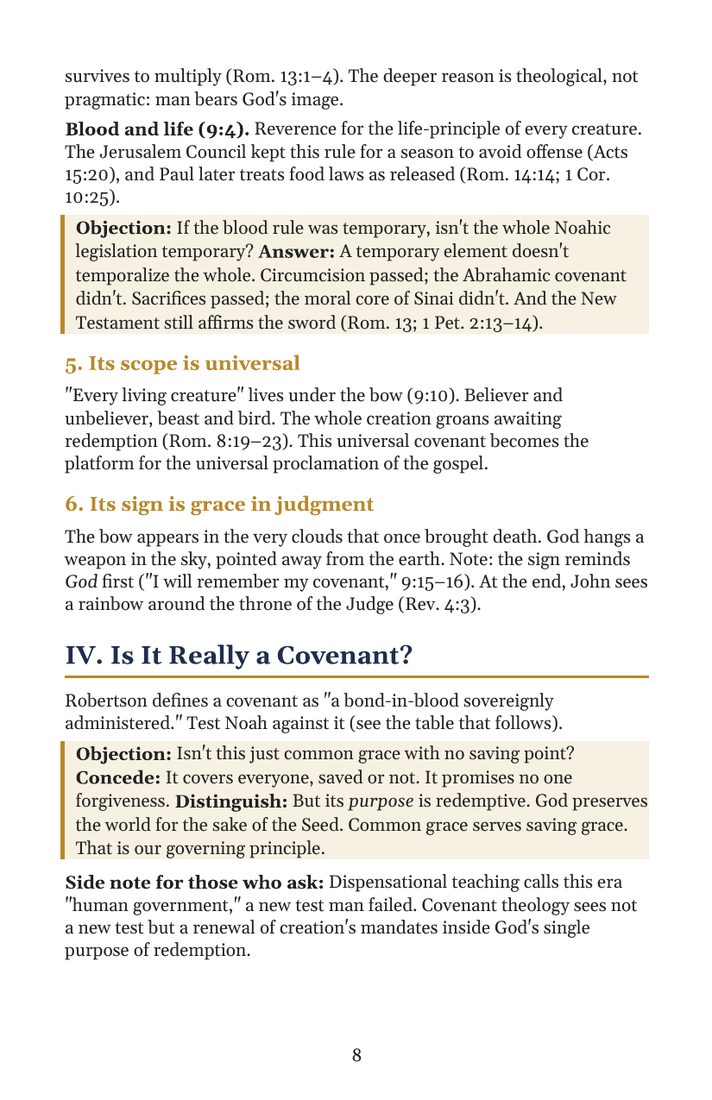 survives to multiply (Rom. 13:1–4). The deeper reason is theological, not
pragmatic: man bears God's image.
Blood and life (9:4). Reverence for the life-principle of every creature.
The Jerusalem Council kept this rule for a season to avoid offense (Acts
15:20), and Paul later treats food laws as released (Rom. 14:14; 1 Cor.
10:25).
Objection: If the blood rule was temporary, isn't the whole Noahic
legislation temporary? Answer: A temporary element doesn't
temporalize the whole. Circumcision passed; the Abrahamic covenant
didn't. Sacrifices passed; the moral core of Sinai didn't. And the New
Testament still affirms the sword (Rom. 13; 1 Pet. 2:13–14).
5. Its scope is universal
"Every living creature" lives under the bow (9:10). Believer and
unbeliever, beast and bird. The whole creation groans awaiting
redemption (Rom. 8:19–23). This universal covenant becomes the
platform for the universal proclamation of the gospel.
6. Its sign is grace in judgment
The bow appears in the very clouds that once brought death. God hangs a
weapon in the sky, pointed away from the earth. Note: the sign reminds
God first ("I will remember my covenant," 9:15–16). At the end, John sees
a rainbow around the throne of the Judge (Rev. 4:3).
IV. Is It Really a Covenant?
Robertson defines a covenant as "a bond-in-blood sovereignly
administered." Test Noah against it (see the table that follows).
Objection: Isn't this just common grace with no saving point?
Concede: It covers everyone, saved or not. It promises no one
forgiveness. Distinguish: But its purpose is redemptive. God preserves
the world for the sake of the Seed. Common grace serves saving grace.
That is our governing principle.
Side note for those who ask: Dispensational teaching calls this era
"human government," a new test man failed. Covenant theology sees not
a new test but a renewal of creation's mandates inside God's single
purpose of redemption.
8